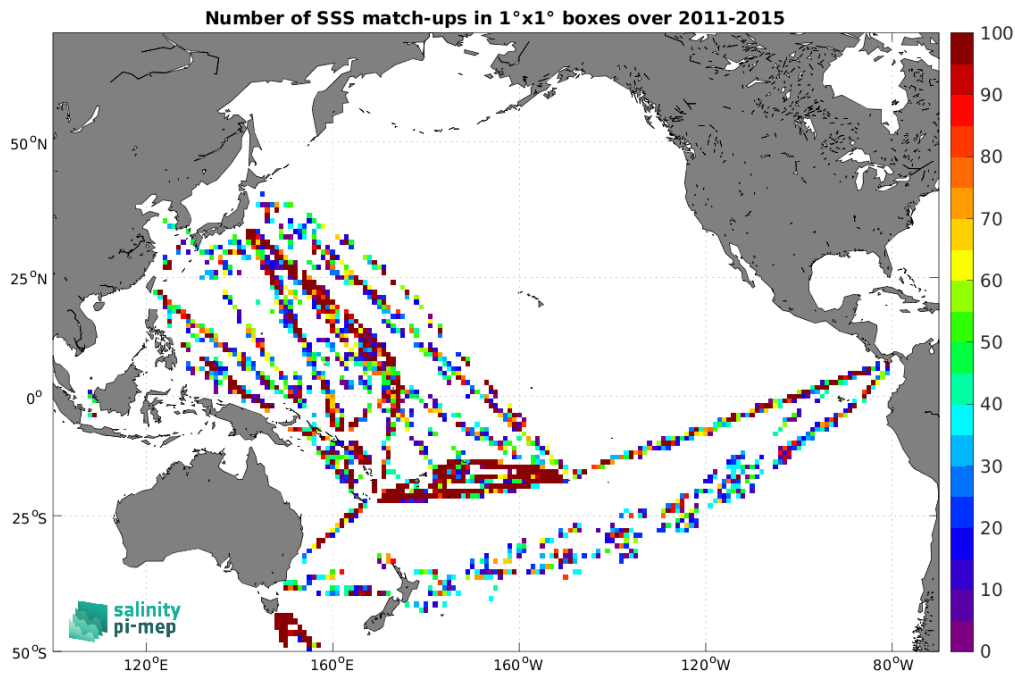 Number of SSS match-ups in 1°x1° boxes over 2011-2015
100
90
80
70
60
50
40
30
20
10
0
50°N
25°N
0°
25°S
50°S
120°E
160°E
160°W
120°W
80°W
salinity
pi-mep